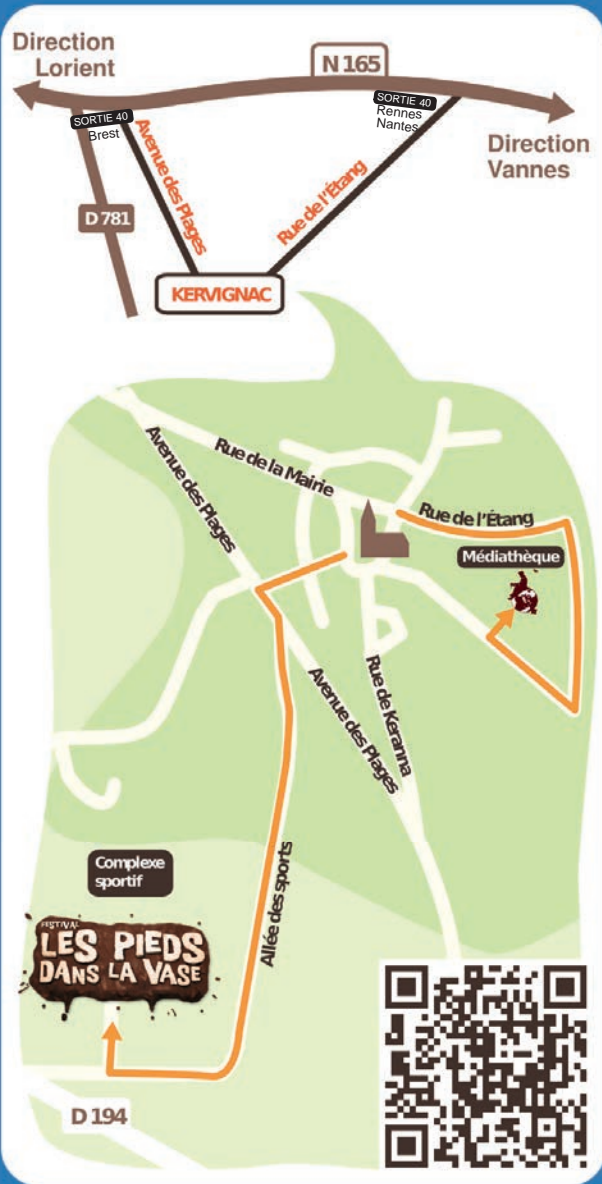 Direction
Lorient
N 165
SORTIE 40
Brest
SORTIE 40
Rennes
Nantes
Direction
Vannes
Avenue des Plages
Rue de l'Étang
D 781
KERVIGNAC
Avenue des Plages
Rue de la Mairie
Rue de l'Étang
Médiathèque
Avenue des Plages
Rue de Keranna
Complexe
sportif
Allée des sports
FESTIVAL
LES PIEDS
DANS LA VASE
D 194